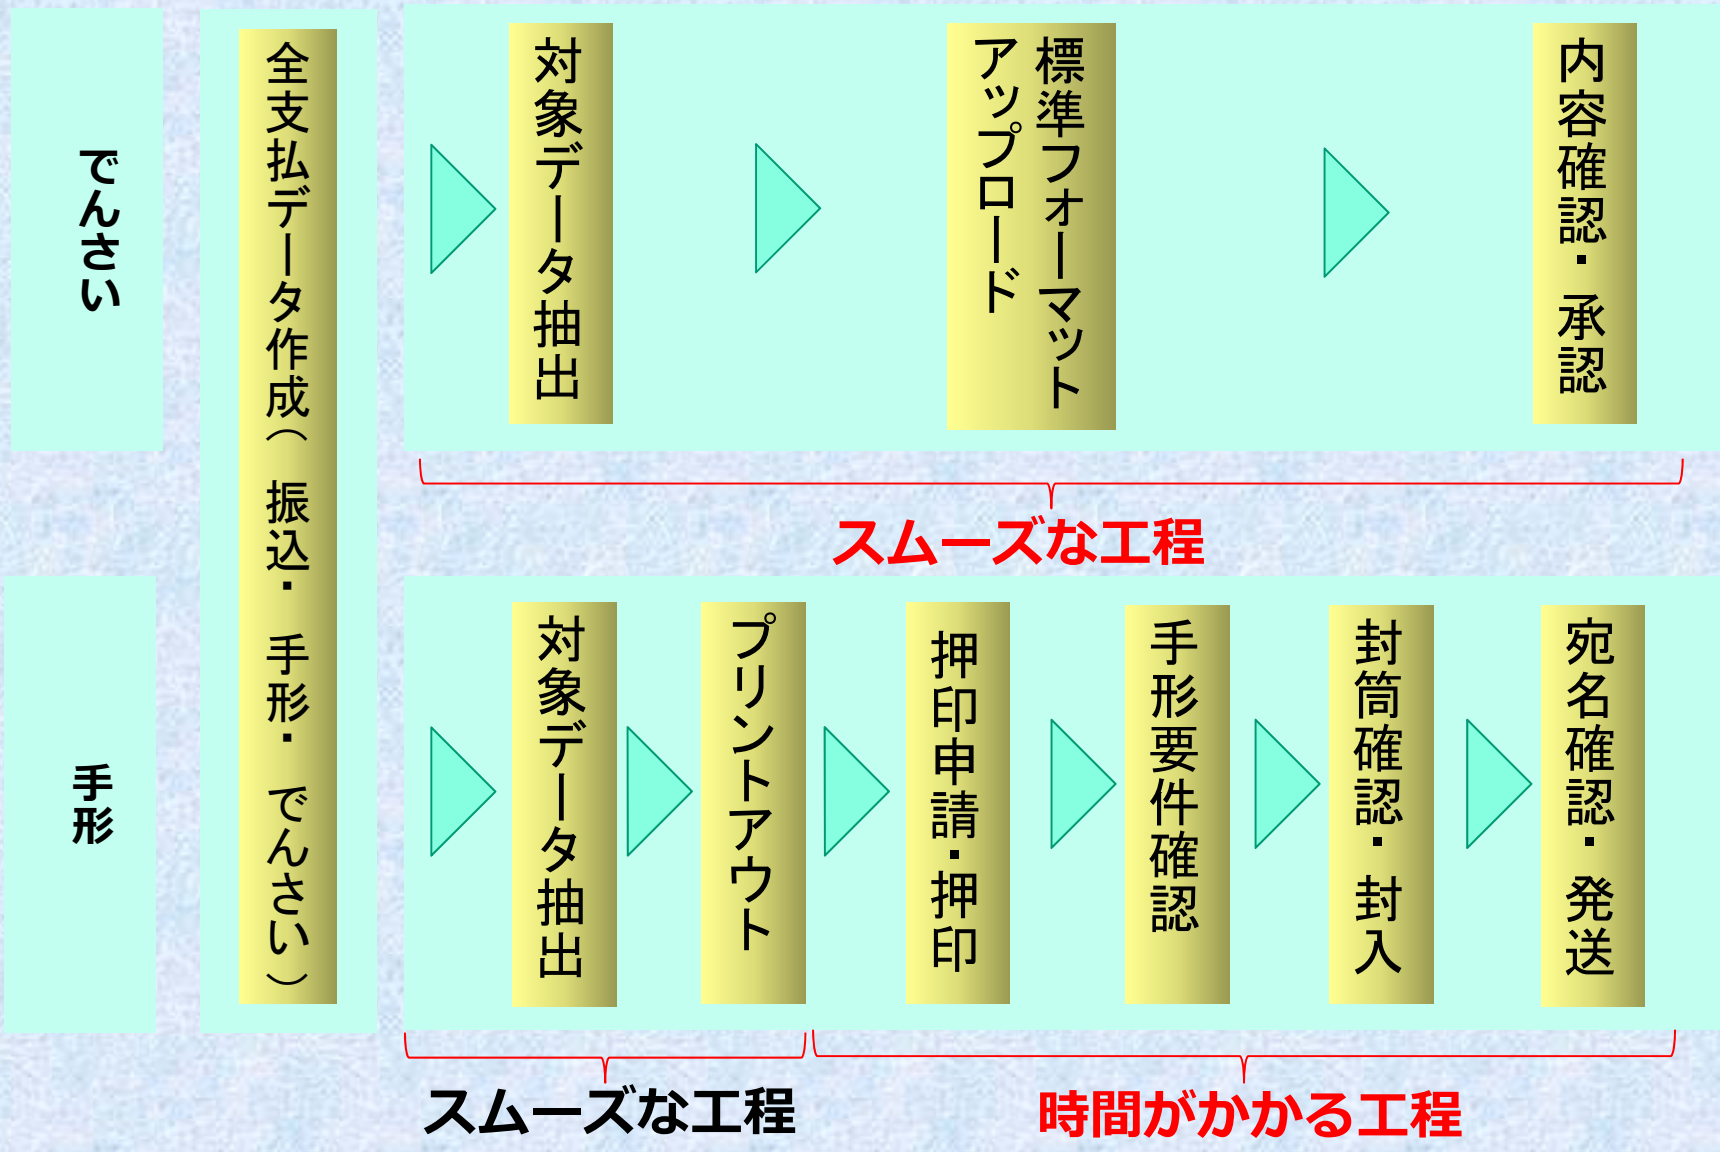 でんさい
全支払データ作成（振込・手形・でんさい）
対象データ抽出
標準フォーマット
アップロード
内容確認・承認
スムーズな工程
手形
対象データ抽出
プリントアウト
押印申請・押印
手形要件確認
封筒確認・封入
宛名確認・発送
スムーズな工程
時間がかかる工程